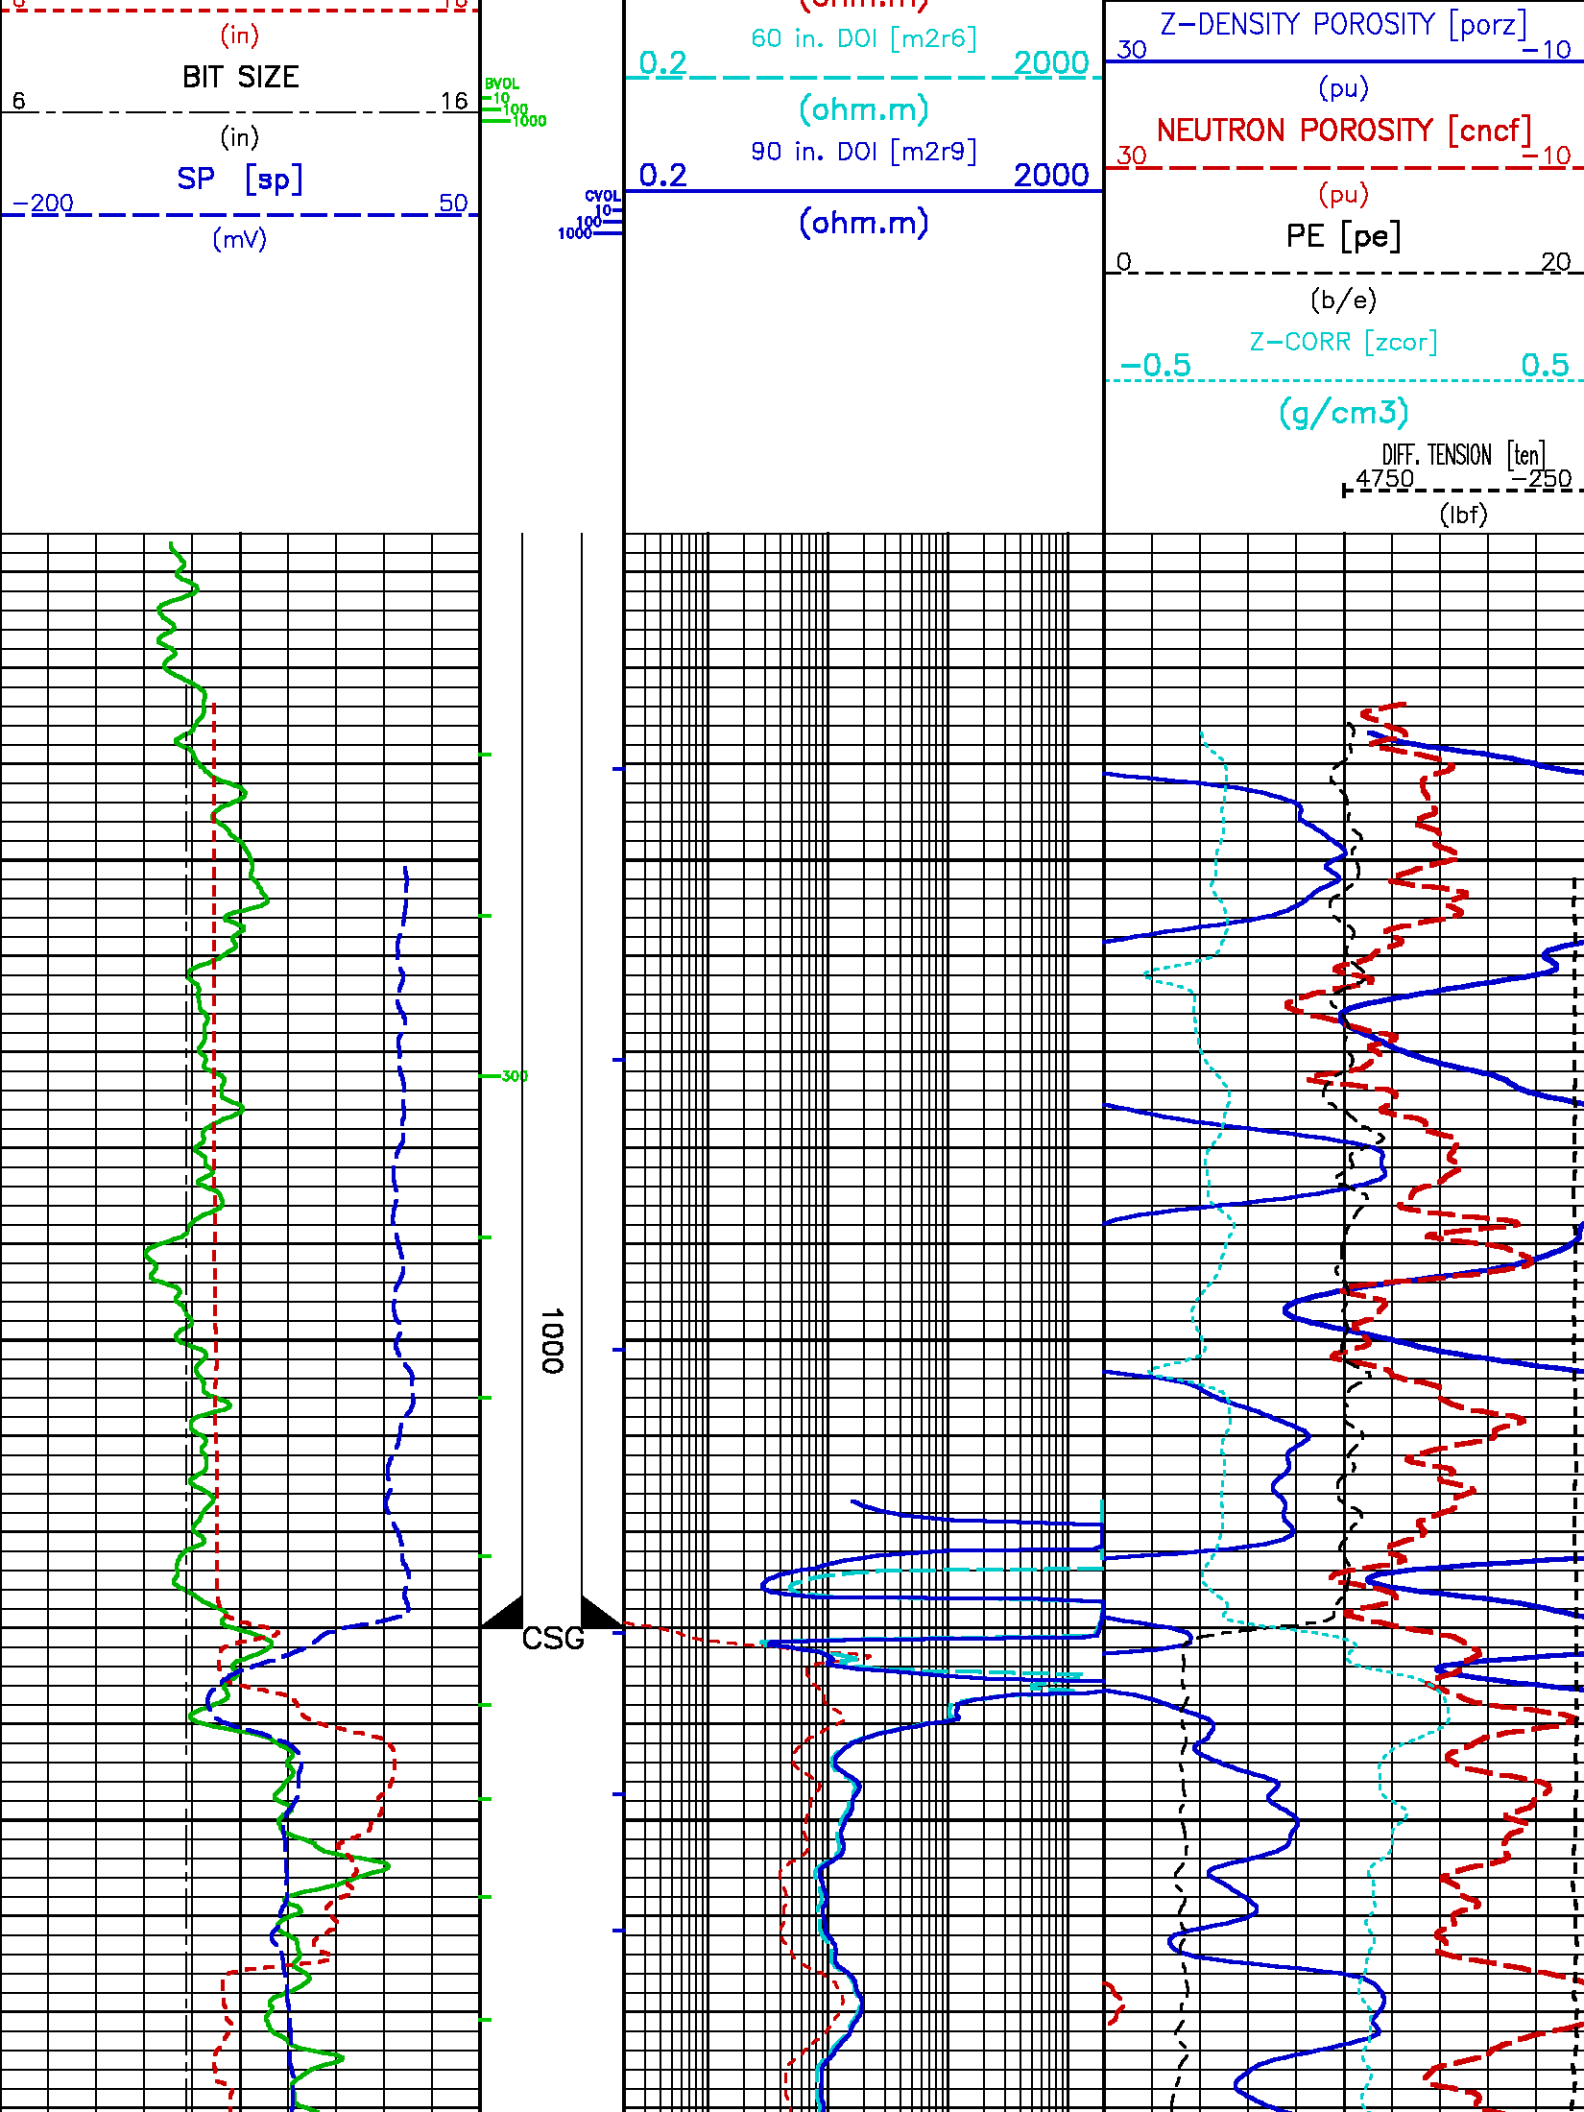 (in)
BIT SIZE
6 16
(in)
SP [sp]
-200 50
(mV)
BVOL
10
100
1000
(ohm.m)
60 in. DOI [m2r6]
0.2 2000
(ohm.m)
90 in. DOI [m2r9]
0.2 2000
(ohm.m)
CVOL
10
100
1000
Z-DENSITY POROSITY [porz]
30 -10
(pu)
NEUTRON POROSITY [cncf]
30 -10
(pu)
PE [pe]
0 20
(b/e)
Z-CORR [zcor]
-0.5 0.5
(g/cm3)
DIFF. TENSION [ten]
4750 -250
(lbf)
300
1000
CSG